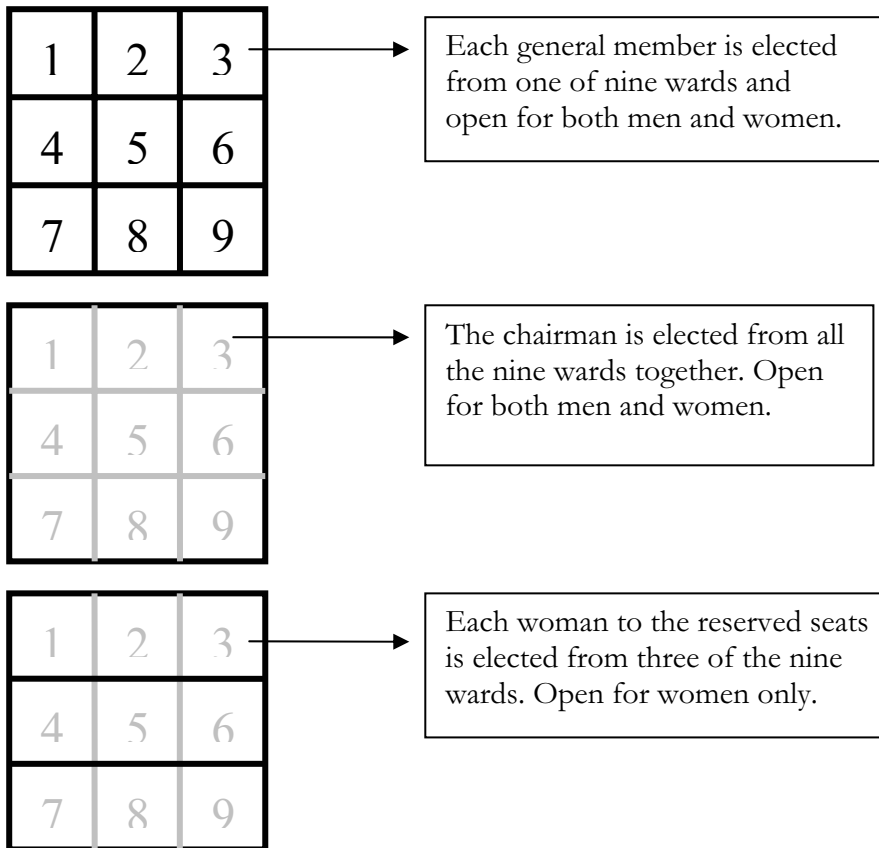 1 2 3
4 5 6
7 8 9
Each general member is elected
from one of nine wards and
open for both men and women.
1 2 3
4 5 6
7 8 9
The chairman is elected from all
the nine wards together. Open
for both men and women.
1 2 3
4 5 6
7 8 9
Each woman to the reserved seats
is elected from three of the nine
wards. Open for women only.